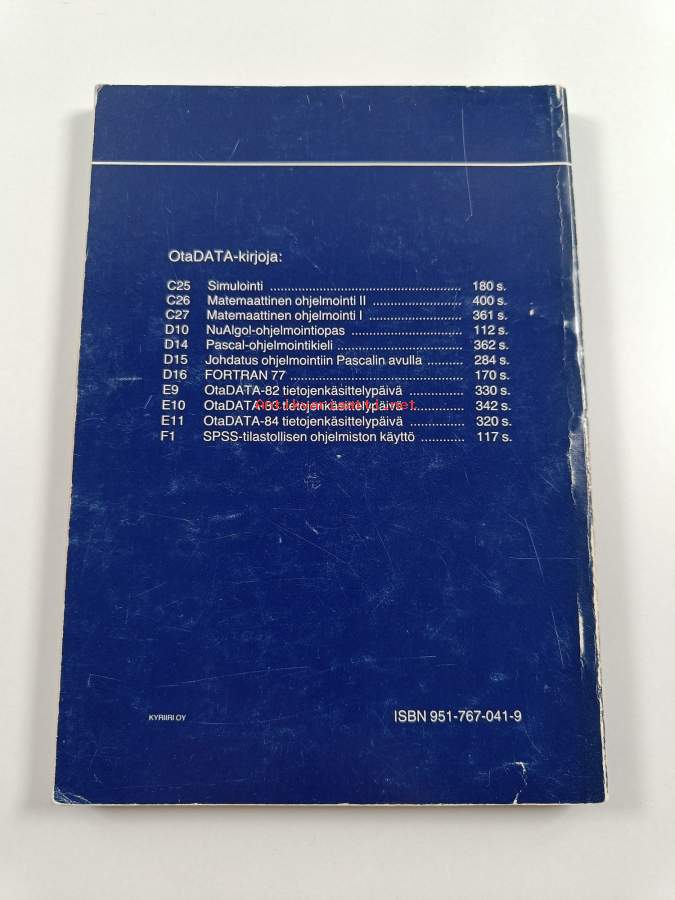 OtaDATA-kirjoja:
C25 Simulointi ........................................ 180 s.
C26 Matemaattinen ohjelmointi II ........................ 400 s.
C27 Matemaattinen ohjelmointi I ......................... 361 s.
D10 NuAlgol-ohjelmointiopas ............................. 112 s.
D14 Pascal-ohjelmointikieli ............................. 362 s.
D15 Johdatus ohjelmointiin Pascalin avulla ......... 284 s.
D16 FORTRAN 77 .......................................... 170 s.
E9 OtaDATA-82 tietojenkäsittelypäivä ............... 330 s.
E10 OtaDATA-83 tietojenkäsittelypäivä .............. 342 s.
E11 OtaDATA-84 tietojenkäsittelypäivä .............. 320 s.
F1 SPSS-tilastollisen ohjelmiston käyttö ............ 117 s.
KYRIIRI OY
ISBN 951-767-041-9